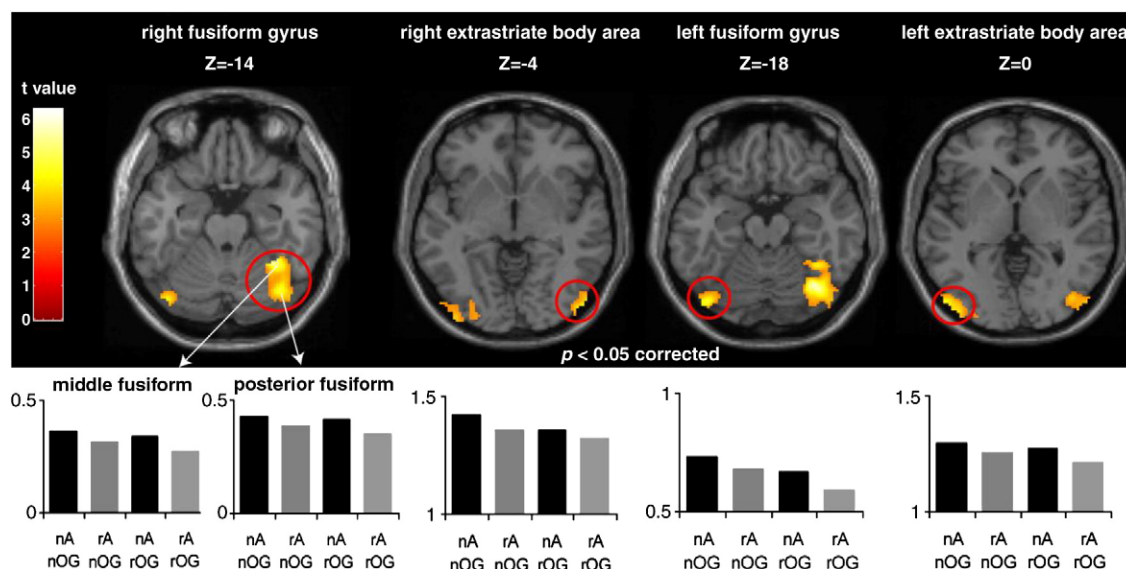 right fusiform gyrus
Z=-14
right extrastriate body area
Z=-4
left fusiform gyrus
Z=-18
left extrastriate body area
Z=0
t value
6
5
4
3
2
1
0
p < 0.05 corrected
middle fusiform
0.5
0
nA rA nA rA
nOG nOG rOG rOG
posterior fusiform
0.5
0
nA rA nA rA
nOG nOG rOG rOG
1.5
1
nA rA nA rA
nOG nOG rOG rOG
1
0.5
nA rA nA rA
nOG nOG rOG rOG
1.5
1
nA rA nA rA
nOG nOG rOG rOG